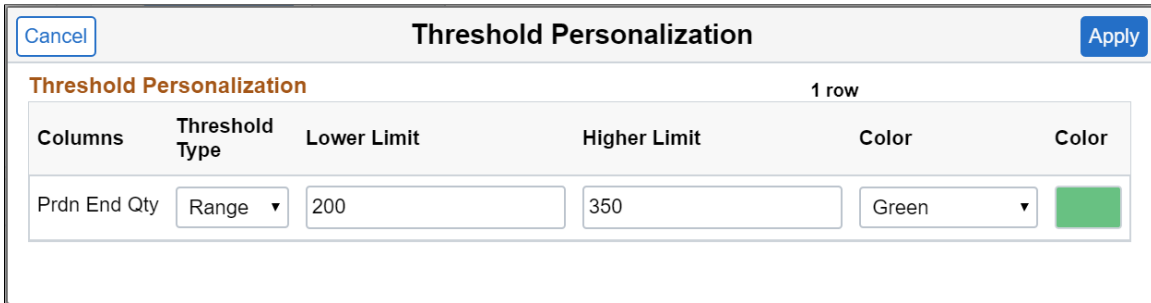 Cancel Threshold Personalization Apply
Threshold Personalization 1 row
Columns Threshold Type Lower Limit Higher Limit Color Color
Prdn End Qty Range 200 350 Green